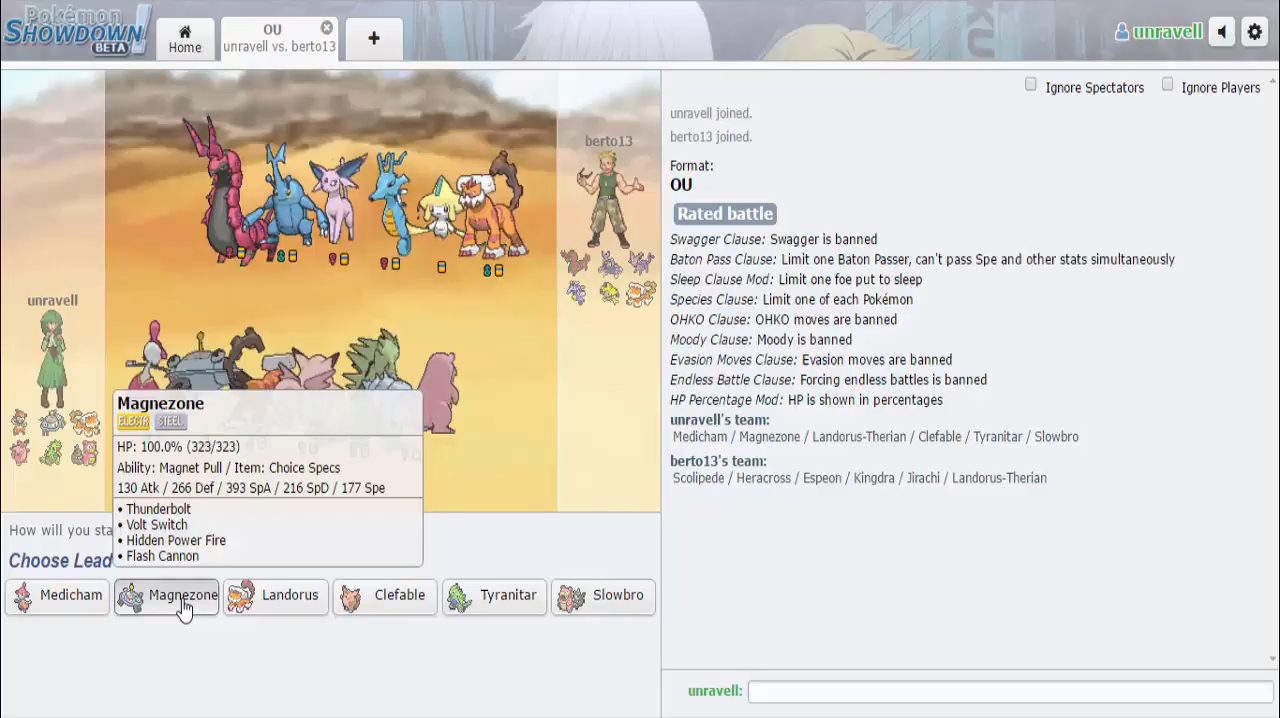 Pokémon
SHOWDOWN!
BETA
Home
OU
unravell vs. berto13
+
unravell
Ignore Spectators
Ignore Players
unravell joined.
berto13 joined.
Format:
OU
Rated battle
Swagger Clause: Swagger is banned
Baton Pass Clause: Limit one Baton Passer, can't pass Spe and other stats simultaneously
Sleep Clause Mod: Limit one foe put to sleep
Species Clause: Limit one of each Pokémon
OHKO Clause: OHKO moves are banned
Moody Clause: Moody is banned
Evasion Moves Clause: Evasion moves are banned
Endless Battle Clause: Forcing endless battles is banned
HP Percentage Mod: HP is shown in percentages
unravell's team:
Medicham / Magnezone / Landorus-Therian / Clefable / Tyranitar / Slowbro
berto13's team:
Scolipede / Heracross / Espeon / Kingdra / Jirachi / Landorus-Therian
berto13
unravell
Magnezone
ELECTR STEEL
HP: 100.0% (323/323)
Ability: Magnet Pull / Item: Choice Specs
130 Atk / 266 Def / 393 SpA / 216 SpD / 177 Spe
• Thunderbolt
• Volt Switch
• Hidden Power Fire
• Flash Cannon
How will you sta
Choose Lead
Medicham
Magnezone
Landorus
Clefable
Tyranitar
Slowbro
unravell: